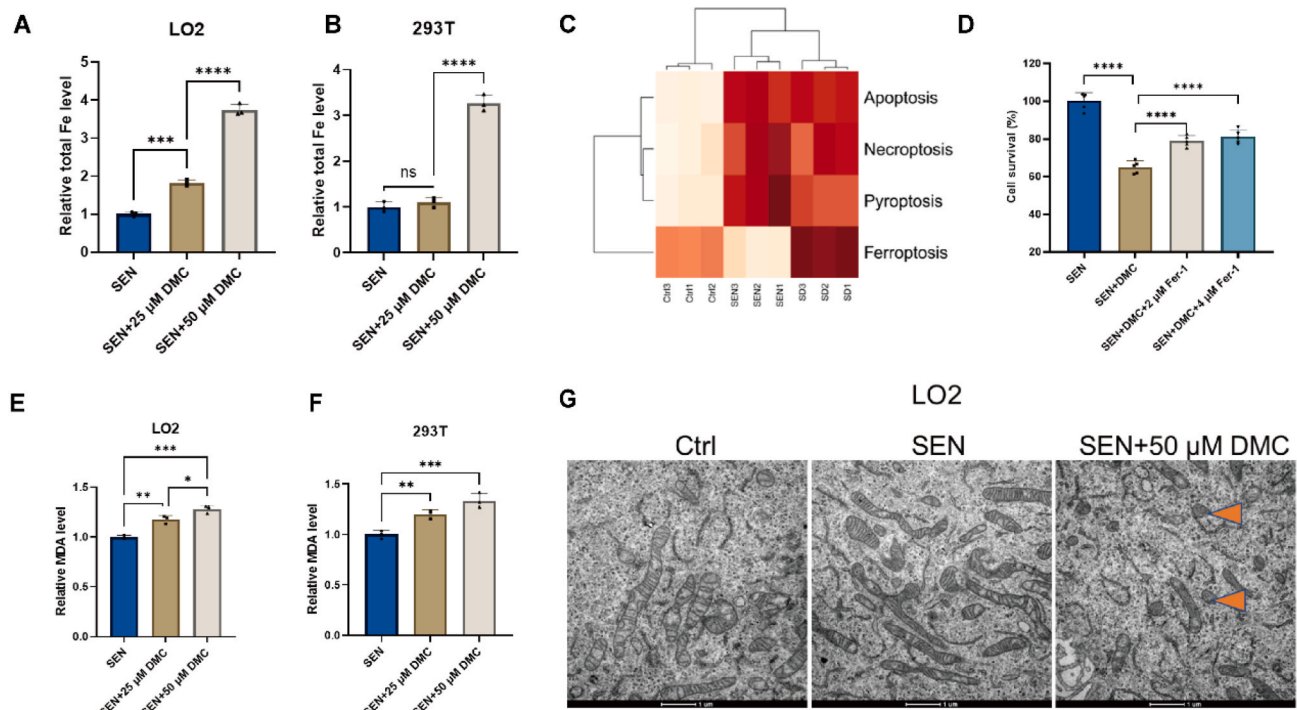 A
LO2
Relative total Fe level
5
4
3
2
1
0
***
****
SEN
SEN+25 μM DMC
SEN+50 μM DMC
B
293T
Relative total Fe level
4
3
2
1
0
ns
****
SEN
SEN+25 μM DMC
SEN+50 μM DMC
C
Apoptosis
Necroptosis
Pyroptosis
Ferroptosis
Ctrl3
Ctrl1
Ctrl2
SEN3
SEN2
SEN1
SD3
SD2
SD1
D
Cell survival (%)
120
100
80
60
40
20
****
****
****
SEN
SEN+DMC
SEN+DMC+2 μM Fer-1
SEN+DMC+4 μM Fer-1
E
LO2
Relative MDA level
1.5
1.0
0.5
0.0
***
**
*
SEN
SEN+25 μM DMC
SEN+50 μM DMC
F
293T
Relative MDA level
1.5
1.0
0.5
0.0
***
**
SEN
SEN+25 μM DMC
SEN+50 μM DMC
G
LO2
Ctrl
SEN
SEN+50 μM DMC
1 μm
1 μm
1 μm